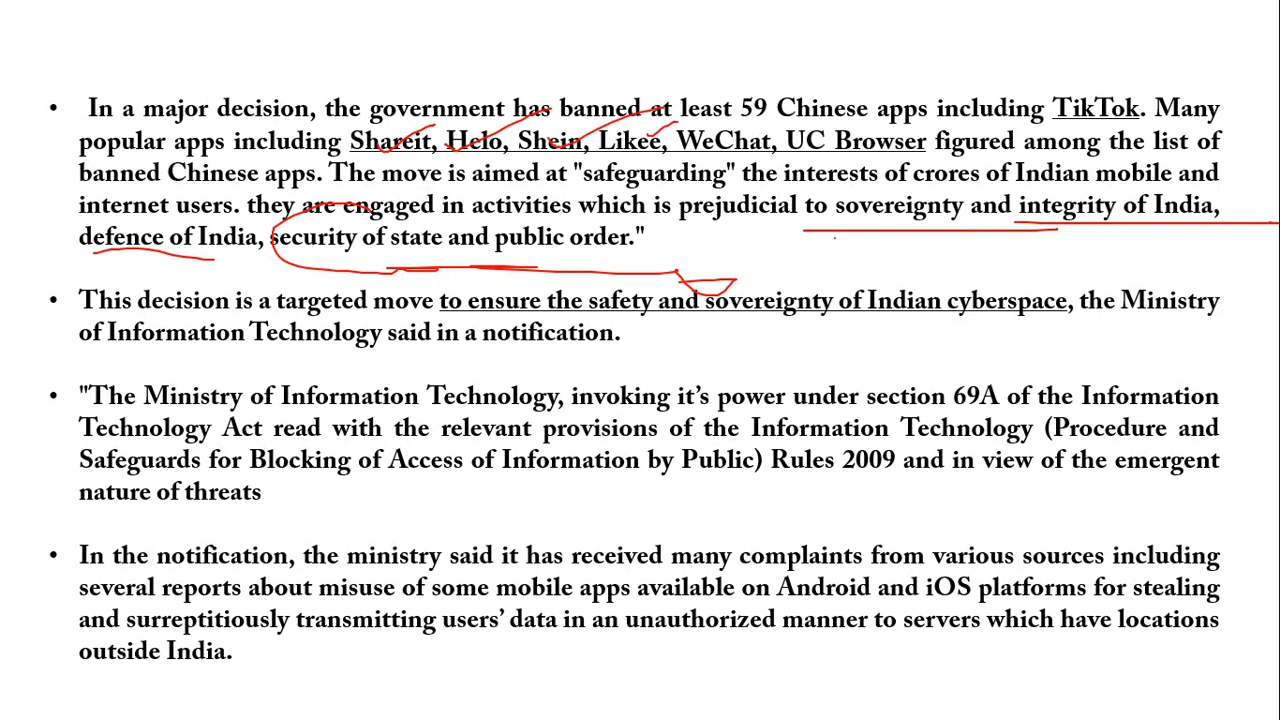 • In a major decision, the government has banned at least 59 Chinese apps including TikTok. Many
popular apps including Shareit, Helo, Shein, Likee, WeChat, UC Browser figured among the list of
banned Chinese apps. The move is aimed at "safeguarding" the interests of crores of Indian mobile and
internet users. they are engaged in activities which is prejudicial to sovereignty and integrity of India,
defence of India, security of state and public order."
• This decision is a targeted move to ensure the safety and sovereignty of Indian cyberspace, the Ministry
of Information Technology said in a notification.
• "The Ministry of Information Technology, invoking it’s power under section 69A of the Information
Technology Act read with the relevant provisions of the Information Technology (Procedure and
Safeguards for Blocking of Access of Information by Public) Rules 2009 and in view of the emergent
nature of threats
• In the notification, the ministry said it has received many complaints from various sources including
several reports about misuse of some mobile apps available on Android and iOS platforms for stealing
and surreptitiously transmitting users’ data in an unauthorized manner to servers which have locations
outside India.